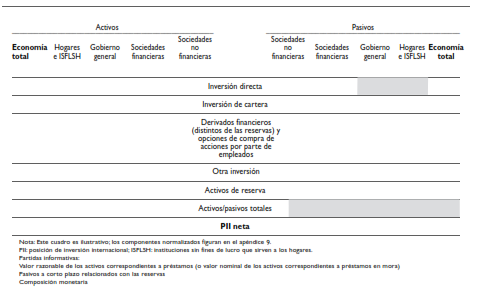 Activos Pasivos
Economía total Hogares e ISFLSH Gobierno general Sociedades financieras Sociedades no financieras Sociedades no financieras Sociedades financieras Gobierno general Hogares e ISFLSH Economía total
Inversión directa
Inversión de cartera
Derivados financieros
(distintos de las reservas) y
opciones de compra de
acciones por parte de
empleados
Otra inversión
Activos de reserva
Activos/pasivos totales
PII neta
Nota: Este cuadro es ilustrativo; los componentes normalizados figuran en el apéndice 9.
PII: posición de inversión internacional; ISFLSH: instituciones sin fines de lucro que sirven a los hogares.
Partidas informativas:
Valor razonable de los activos correspondientes a préstamos (o valor nominal de los activos correspondientes a préstamos en mora)
Pasivos a corto plazo relacionados con las reservas
Composición monetaria